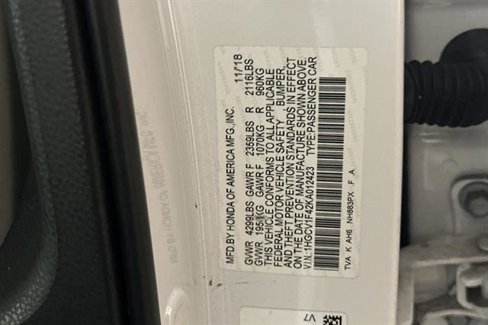 MFD.BY HONDA OF AMERICA MFG.,INC. 11/18
GVWR 4299LBS GAWR F 2359LBS R 2116LBS
GVWR 1950KG GAWR F 1070KG R 960KG
THIS VEHICLE CONFORMS TO ALL APPLICABLE
FEDERAL MOTOR VEHICLE SAFETY, BUMPER,
AND THEFT PREVENTION STANDARDS IN EFFECT
ON THE DATE OF MANUFACTURE SHOWN ABOVE.
V.I.N.:1HGCV1F42KA012423 TYPE:PASSENGER CAR
TVA K AH6 NH883PX F A
V7